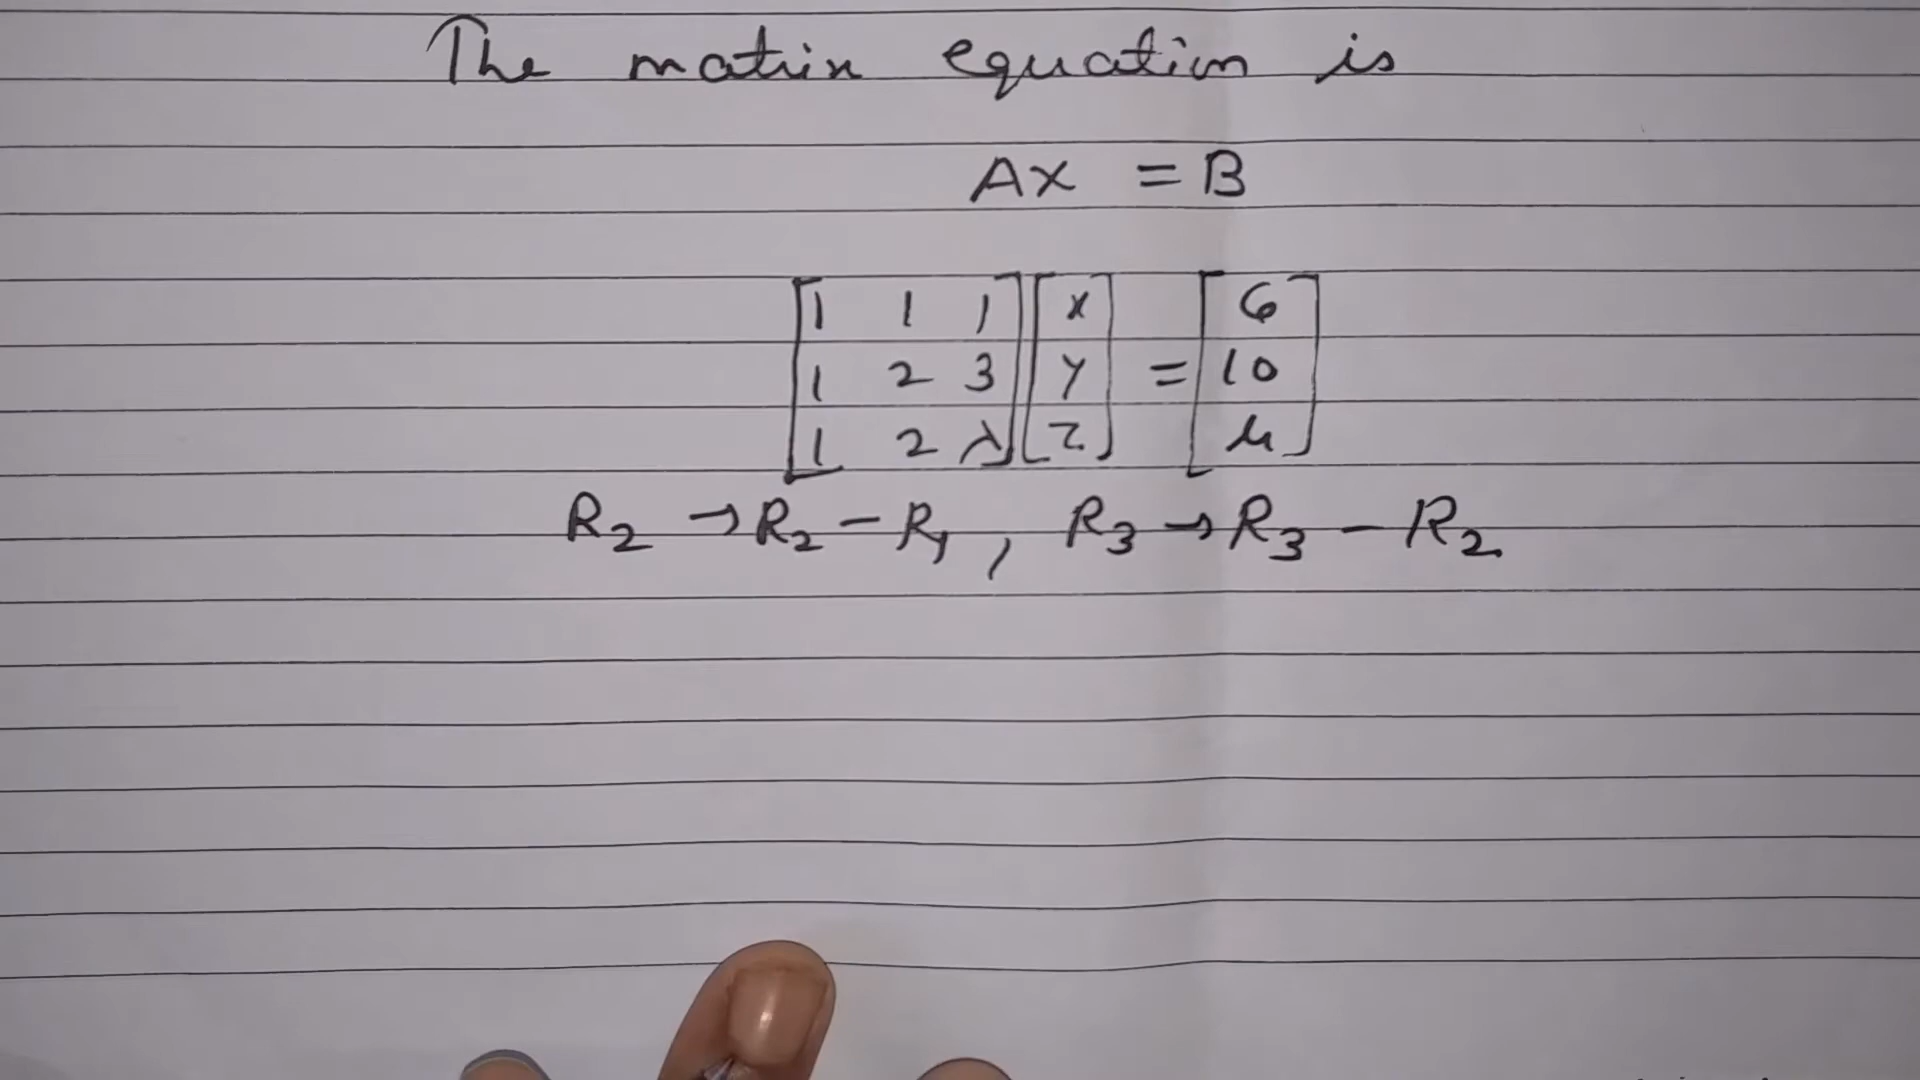 The matrix equation is
AX = B
[1 1 1] [x] [6]
[1 2 3] [y] = [10]
[1 2 λ] [z] [μ]
R2 → R2 - R1, R3 → R3 - R2